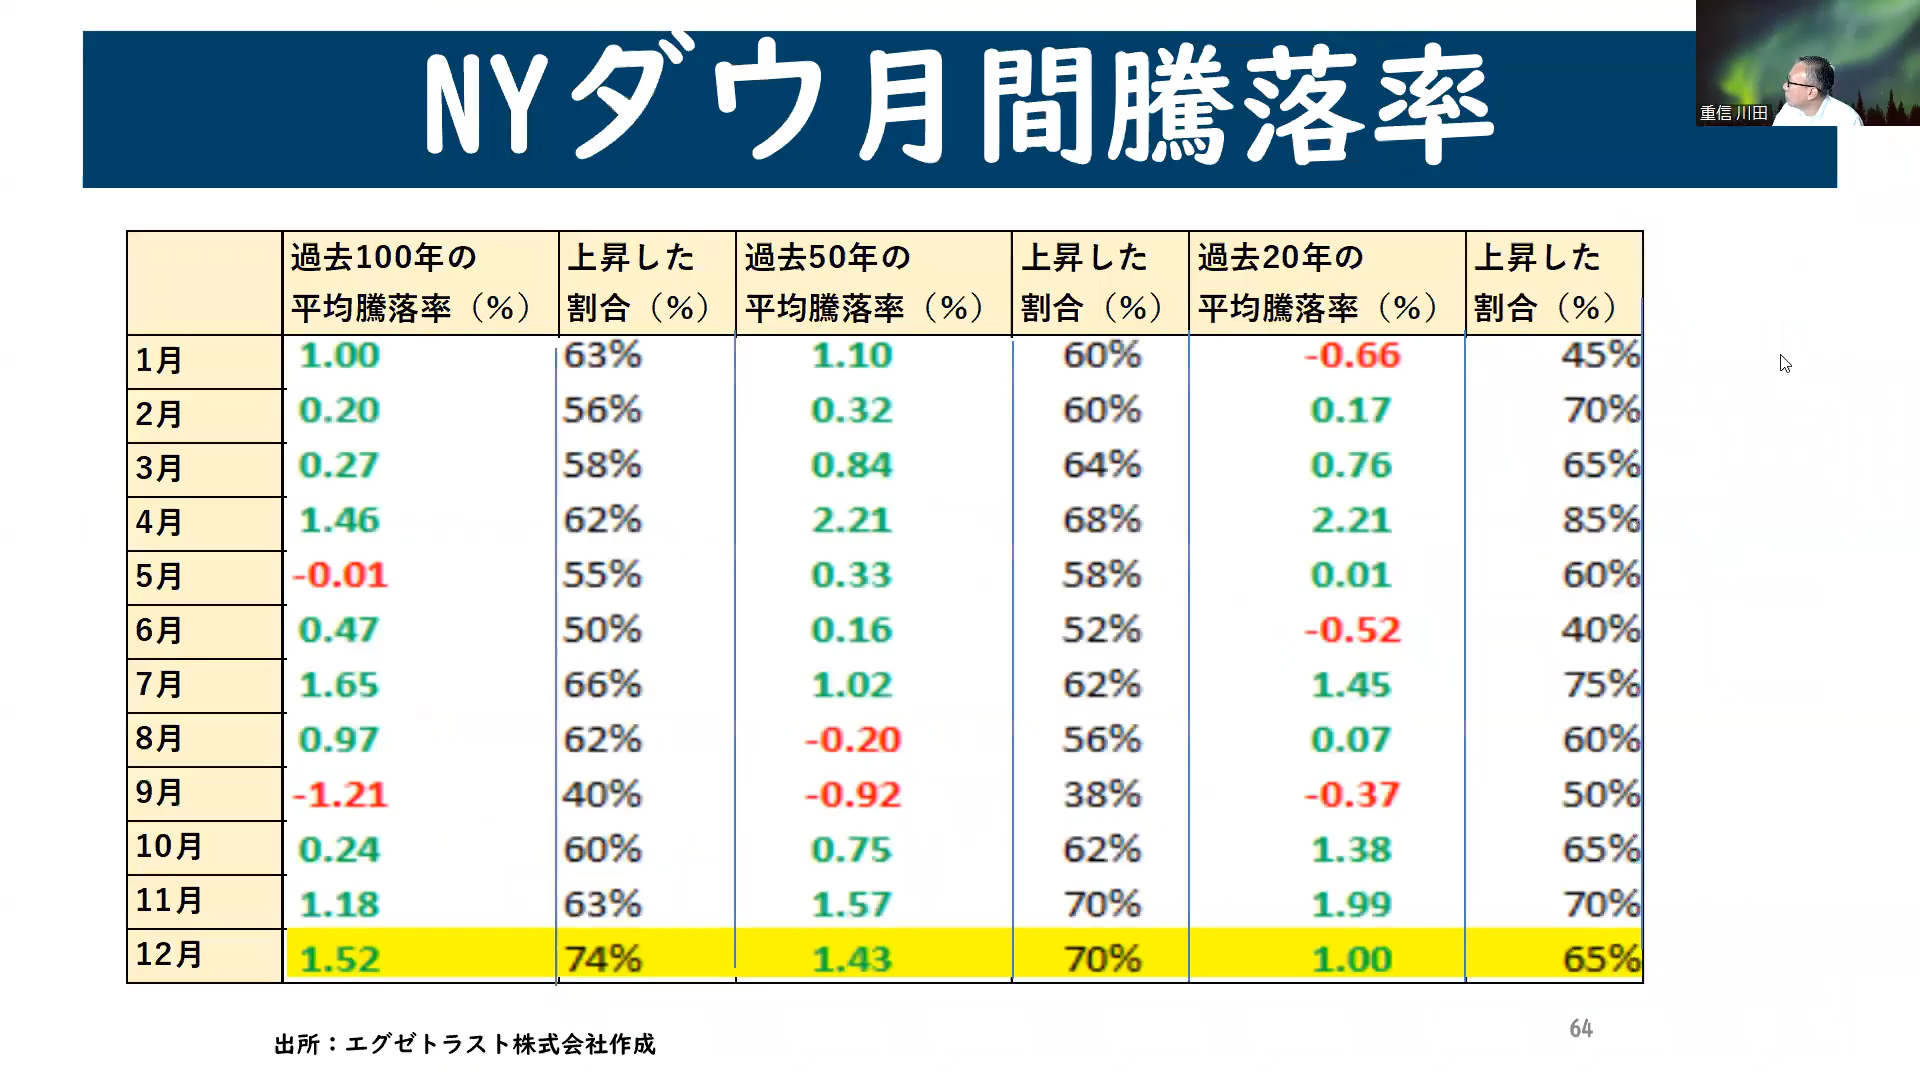 NYダウ月間騰落率
重信 川田
過去100年の平均騰落率（%） 上昇した割合（%） 過去50年の平均騰落率（%） 上昇した割合（%） 過去20年の平均騰落率（%） 上昇した割合（%）
1月 1.00 63% 1.10 60% -0.66 45%
2月 0.20 56% 0.32 60% 0.17 70%
3月 0.27 58% 0.84 64% 0.76 65%
4月 1.46 62% 2.21 68% 2.21 85%
5月 -0.01 55% 0.33 58% 0.01 60%
6月 0.47 50% 0.16 52% -0.52 40%
7月 1.65 66% 1.02 62% 1.45 75%
8月 0.97 62% -0.20 56% 0.07 60%
9月 -1.21 40% -0.92 38% -0.37 50%
10月 0.24 60% 0.75 62% 1.38 65%
11月 1.18 63% 1.57 70% 1.99 70%
12月 1.52 74% 1.43 70% 1.00 65%
出所：エグゼトラスト株式会社作成
64